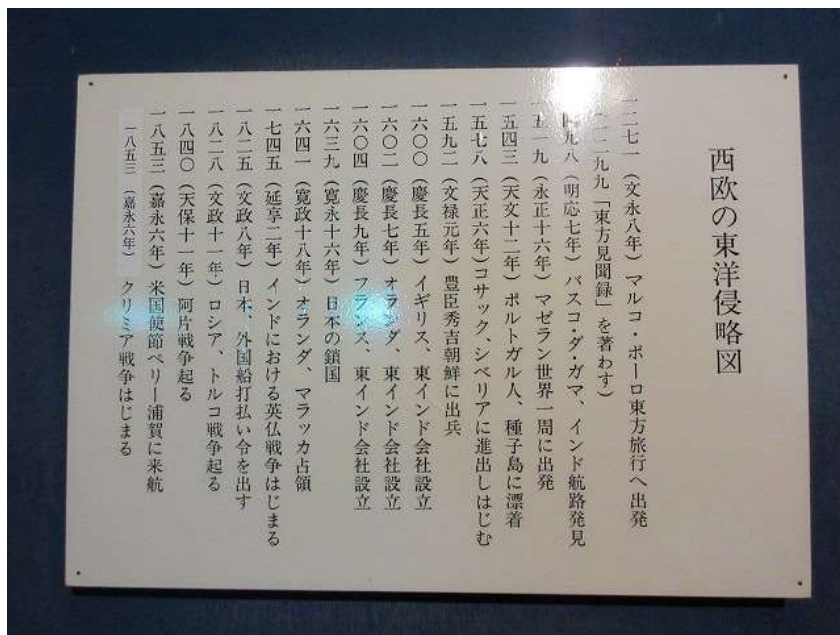 西欧の東洋侵略図
一二七一（文永八年）マルコ・ポーロ東方旅行へ出発
一二九九「東方見聞録」を著わす）
四九八（明応七年）バスコ・ダ・ガマ、インド航路発見
一五一九（永正十六年）マゼラン世界一周に出発
一五四三（天文十二年）ポルトガル人、種子島に漂着
一五七八（天正六年）コサック、シベリアに進出しはじむ
一五九二（文禄元年）豊臣秀吉朝鮮に出兵
一六〇〇（慶長五年）イギリス、東インド会社設立
一六〇二（慶長七年）オランダ、東インド会社設立
一六〇四（慶長九年）フランス、東インド会社設立
一六三九（寛永十六年）日本の鎖国
一六四一（寛政十八年）オランダ、マラッカ占領
一七四五（延享二年）インドにおける英仏戦争はじまる
一八二五（文政八年）日本、外国船打払い令を出す
一八二八（文政十一年）ロシア、トルコ戦争起る
一八四〇（天保十一年）阿片戦争起る
一八五三（嘉永六年）米国使節ペリー浦賀に来航
一八五三（嘉永六年）クリミア戦争はじまる